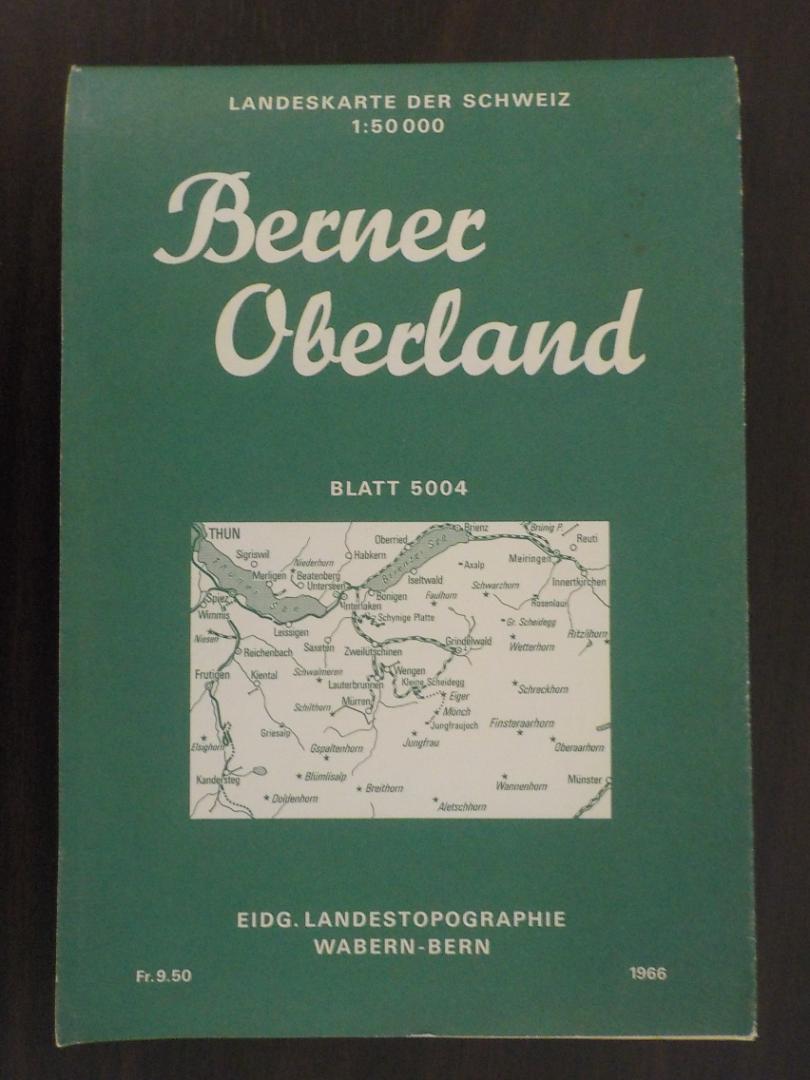 LANDESKARTE DER SCHWEIZ
1:50 000
Berner
Oberland
BLATT 5004
THUN
Brienz
Brünig P.
Oberried
Reuti
Sigriswil
Niederhorn
Habkern
Brienzer See
Meiringen
Thuner See
Merligen
Beatenberg
Axalp
Unterseen
Iseltwald
Innertkirchen
Schwarzhorn
Spiez
Bönigen
Faulhorn
Rosenlaui
Interlaken
Wimmis
Schynige Platte
Gr. Scheidegg
Leissigen
Niesen
Grindelwald
Ritzlihorn
Saxeten
Zweilütschinen
Wetterhorn
Reichenbach
Wengen
Frutigen
Kiental
Schwalmeren
Lauterbrunnen
Kleine Scheidegg
Schreckhorn
Eiger
Mürren
Schilthorn
Mönch
Jungfraujoch
Finsteraarhorn
Griesalp
Jungfrau
Elsighorn
Gspaltenhorn
Oberaarhorn
Kandersteg
Blümlisalp
Breithorn
Wannenhorn
Münster
Doldenhorn
Aletschhorn
EIDG. LANDESTOPOGRAPHIE
WABERN-BERN
Fr. 9.50
1966